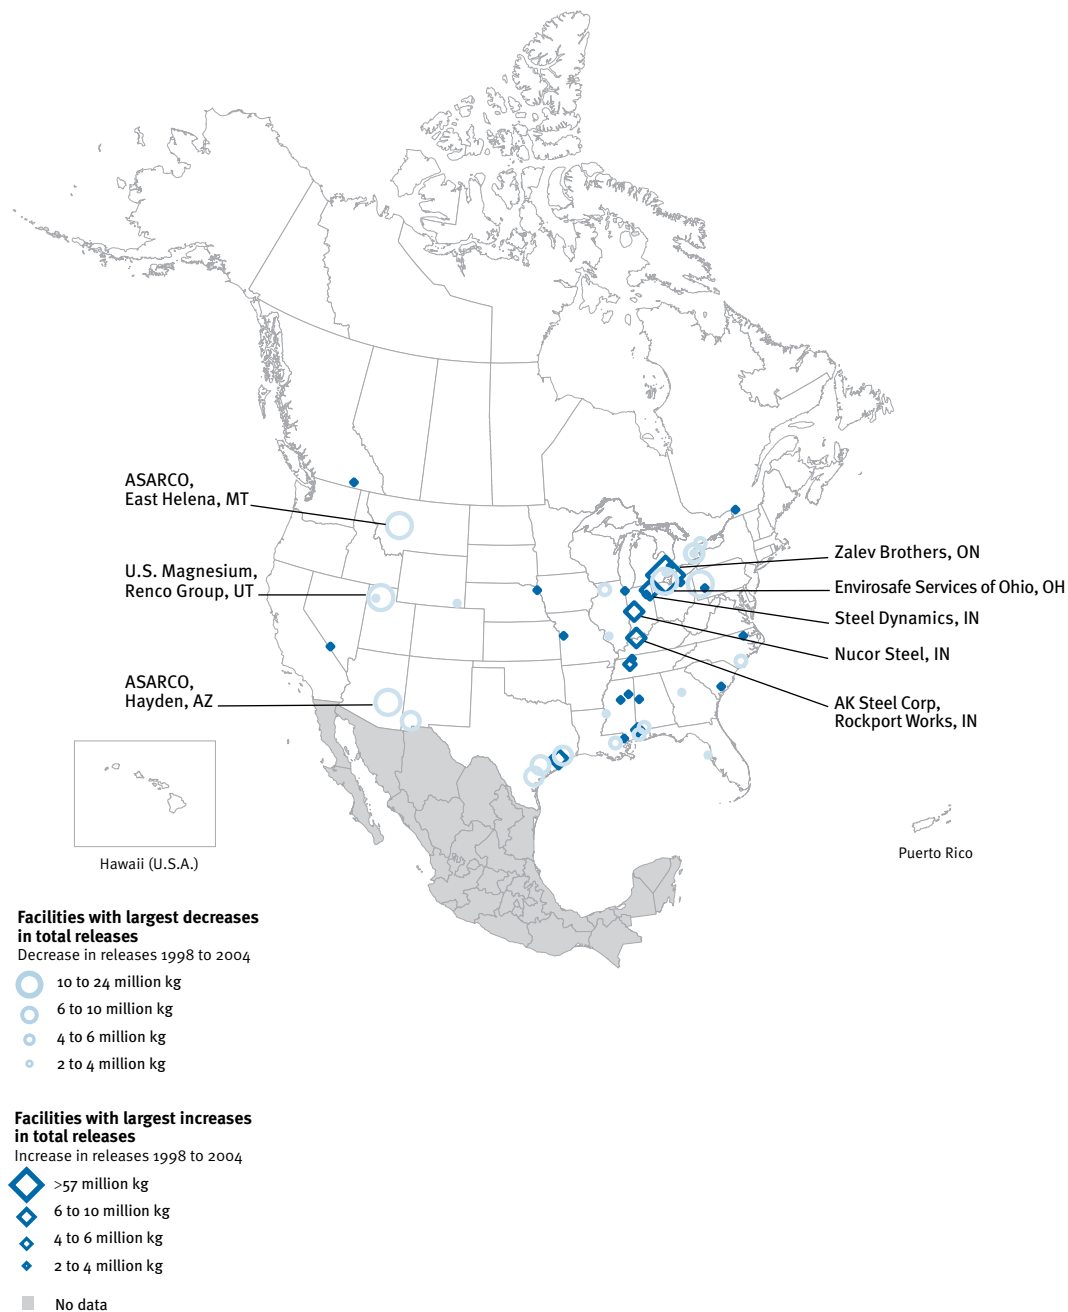 ASARCO,
East Helena, MT
U.S. Magnesium,
Renco Group, UT
ASARCO,
Hayden, AZ
Zalev Brothers, ON
Envirosafe Services of Ohio, OH
Steel Dynamics, IN
Nucor Steel, IN
AK Steel Corp,
Rockport Works, IN
Hawaii (U.S.A.)
Puerto Rico
Facilities with largest decreases
in total releases
Decrease in releases 1998 to 2004
10 to 24 million kg
6 to 10 million kg
4 to 6 million kg
2 to 4 million kg
Facilities with largest increases
in total releases
Increase in releases 1998 to 2004
>57 million kg
6 to 10 million kg
4 to 6 million kg
2 to 4 million kg
No data